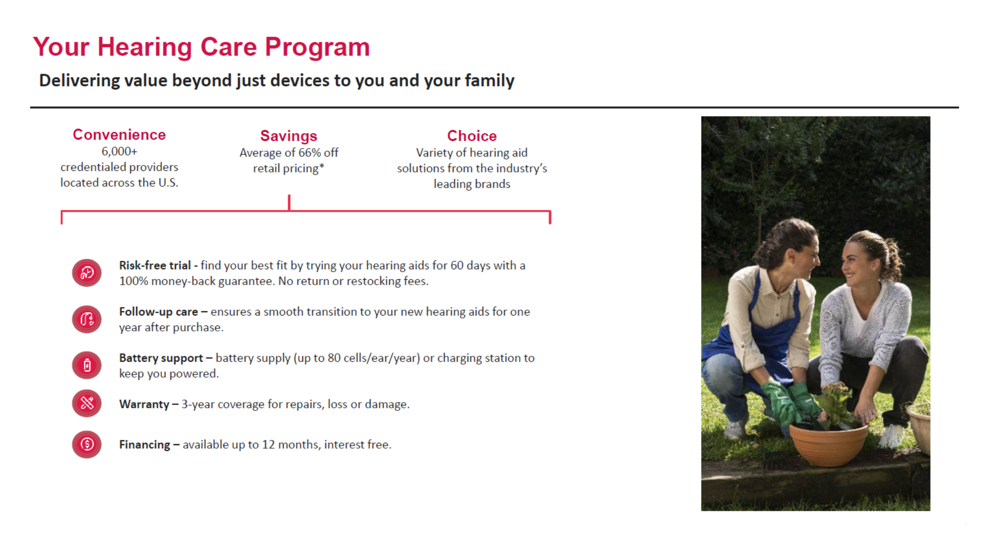 Your Hearing Care Program
Delivering value beyond just devices to you and your family
Convenience
6,000+
credentialed providers
located across the U.S.
Savings
Average of 66% off
retail pricing*
Choice
Variety of hearing aid
solutions from the industry’s
leading brands
Risk-free trial - find your best fit by trying your hearing aids for 60 days with a
100% money-back guarantee. No return or restocking fees.
Follow-up care – ensures a smooth transition to your new hearing aids for one
year after purchase.
Battery support – battery supply (up to 80 cells/ear/year) or charging station to
keep you powered.
Warranty – 3-year coverage for repairs, loss or damage.
Financing – available up to 12 months, interest free.